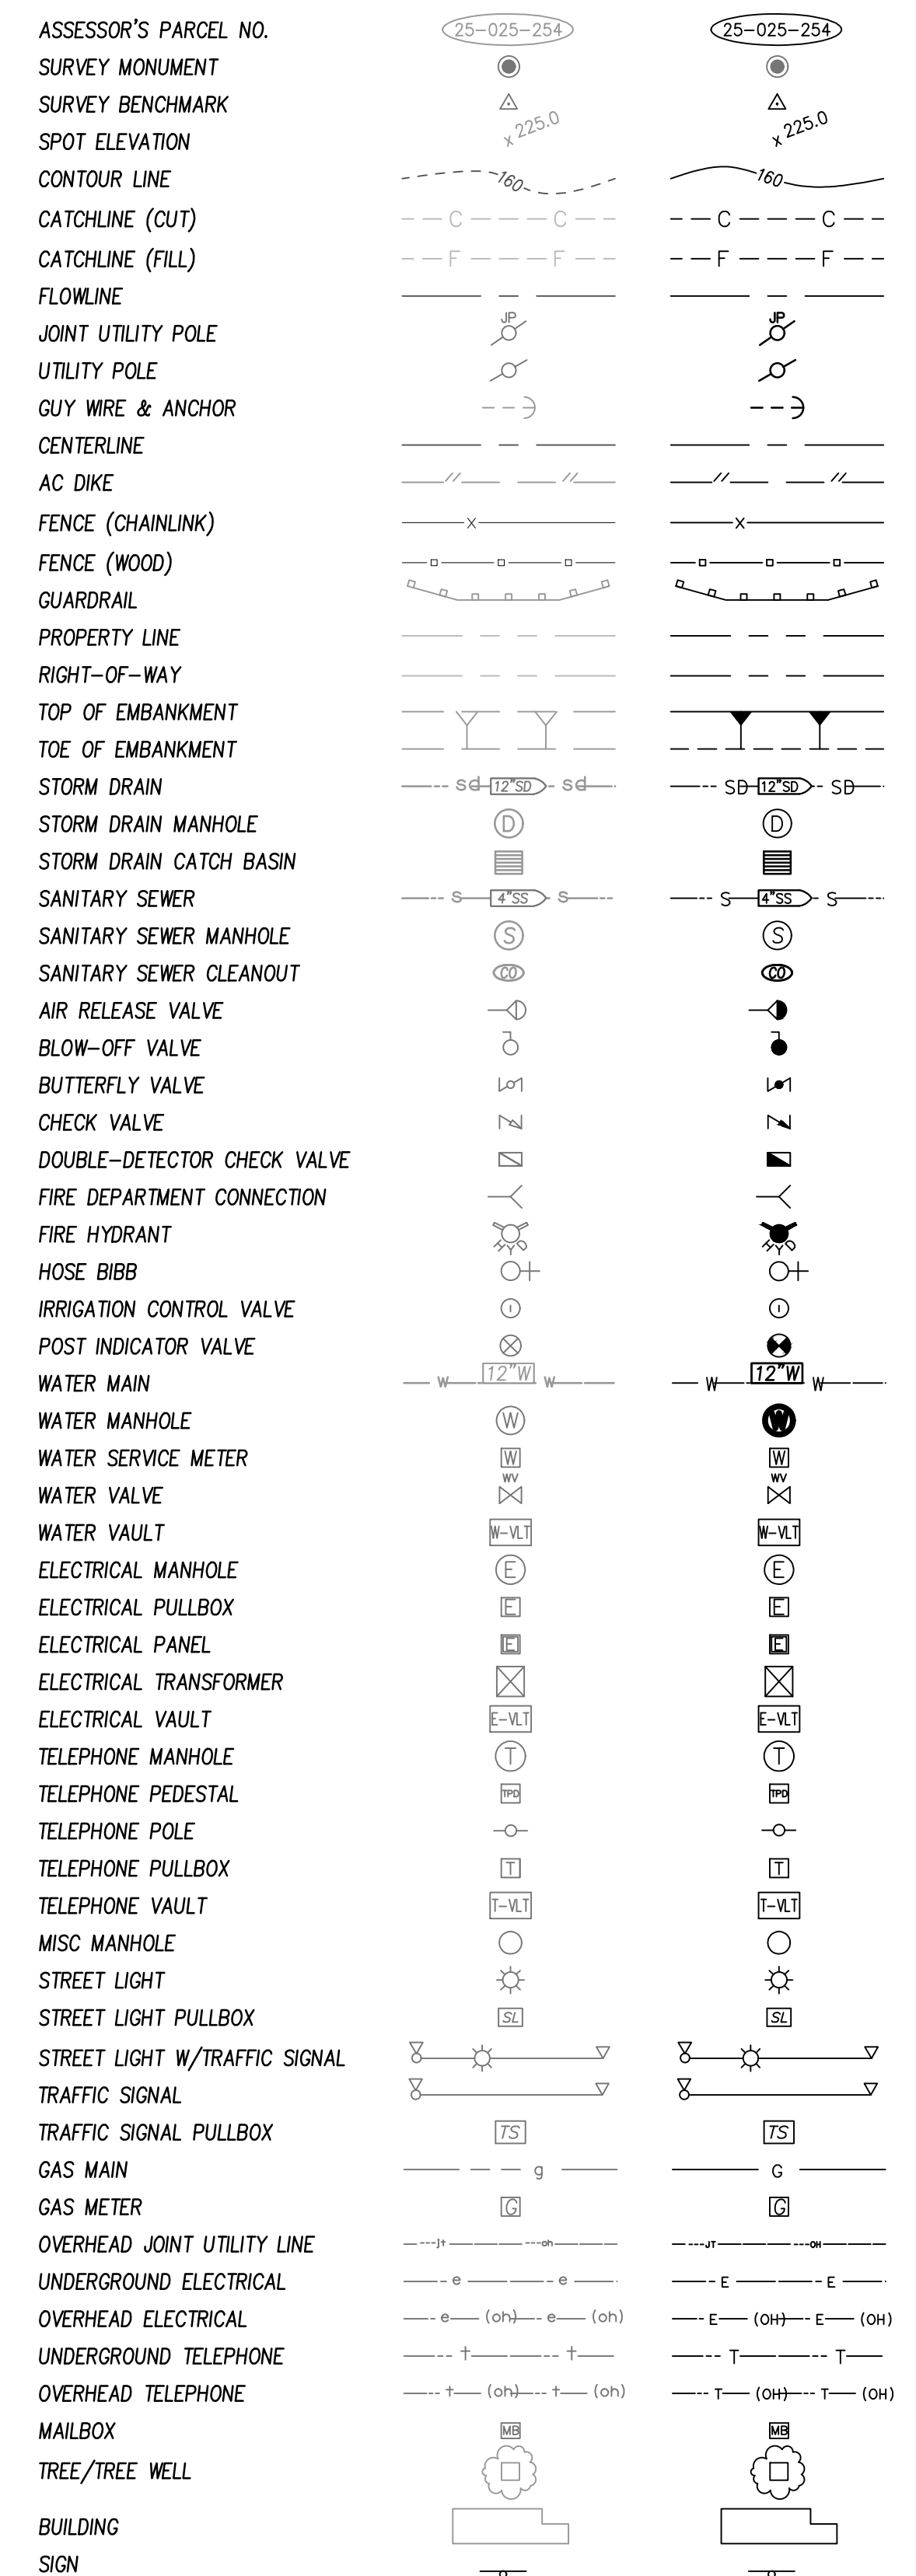 ASSESSOR'S PARCEL NO. 25-025-254 25-025-254
SURVEY MONUMENT
SURVEY BENCHMARK
SPOT ELEVATION x 225.0 x 225.0
CONTOUR LINE 160 160
CATCHLINE (CUT) C C C C
CATCHLINE (FILL) F F F F
FLOWLINE
JP JP
JOINT UTILITY POLE
UTILITY POLE
GUY WIRE & ANCHOR
CENTERLINE
AC DIKE
FENCE (CHAINLINK) X X
FENCE (WOOD)
GUARDRAIL
PROPERTY LINE
RIGHT-OF-WAY
TOP OF EMBANKMENT
TOE OF EMBANKMENT
STORM DRAIN sd 12"SD sd SD 12"SD SD
STORM DRAIN MANHOLE D D
STORM DRAIN CATCH BASIN
SANITARY SEWER s 4"SS s S 4"SS S
SANITARY SEWER MANHOLE S S
SANITARY SEWER CLEANOUT CO CO
AIR RELEASE VALVE
BLOW-OFF VALVE
BUTTERFLY VALVE
CHECK VALVE
DOUBLE-DETECTOR CHECK VALVE
FIRE DEPARTMENT CONNECTION
FIRE HYDRANT HYD HYD
HOSE BIBB
IRRIGATION CONTROL VALVE I I
POST INDICATOR VALVE
WATER MAIN w 12"W w W 12"W W
WATER MANHOLE W W
WATER SERVICE METER W W
WV WV
WATER VALVE
WATER VAULT W-VLT W-VLT
ELECTRICAL MANHOLE E E
ELECTRICAL PULLBOX E E
ELECTRICAL PANEL E E
ELECTRICAL TRANSFORMER
ELECTRICAL VAULT E-VLT E-VLT
TELEPHONE MANHOLE T T
TELEPHONE PEDESTAL TPD TPD
TELEPHONE POLE
TELEPHONE PULLBOX T T
TELEPHONE VAULT T-VLT T-VLT
MISC MANHOLE
STREET LIGHT
STREET LIGHT PULLBOX SL SL
STREET LIGHT W/TRAFFIC SIGNAL
TRAFFIC SIGNAL
TRAFFIC SIGNAL PULLBOX TS TS
GAS MAIN g G
GAS METER G G
OVERHEAD JOINT UTILITY LINE jt oh JT OH
UNDERGROUND ELECTRICAL e e E E
OVERHEAD ELECTRICAL e (oh) e (oh) E (OH) E (OH)
UNDERGROUND TELEPHONE t t T T
OVERHEAD TELEPHONE t (oh) t (oh) T (OH) T (OH)
MAILBOX MB MB
TREE/TREE WELL
BUILDING
SIGN